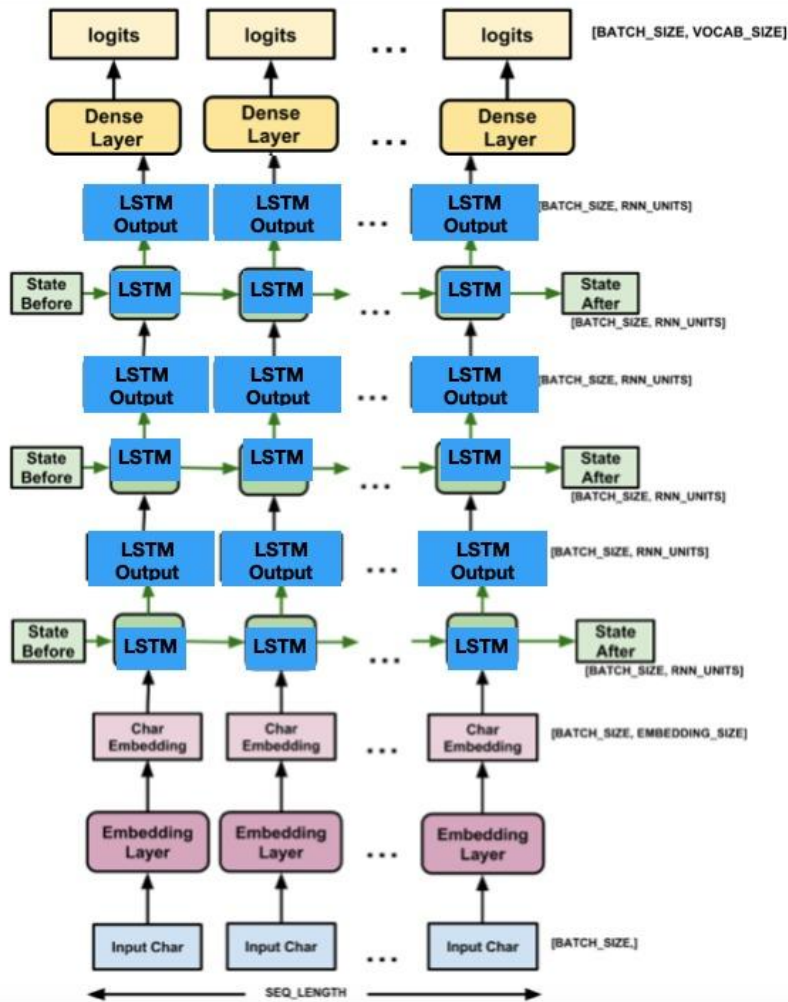 logits logits ... logits [BATCH_SIZE, VOCAB_SIZE]
Dense Dense Dense
Layer Layer ... Layer
LSTM LSTM LSTM [BATCH_SIZE, RNN_UNITS]
Output Output ... Output
State LSTM LSTM ... LSTM State
Before After
[BATCH_SIZE, RNN_UNITS]
LSTM LSTM LSTM [BATCH_SIZE, RNN_UNITS]
Output Output ... Output
State LSTM LSTM ... LSTM State
Before After
[BATCH_SIZE, RNN_UNITS]
LSTM LSTM LSTM [BATCH_SIZE, RNN_UNITS]
Output Output ... Output
State LSTM LSTM ... LSTM State
Before After
[BATCH_SIZE, RNN_UNITS]
Char Char Char [BATCH_SIZE, EMBEDDING_SIZE]
Embedding Embedding ... Embedding
Embedding Embedding Embedding
Layer Layer ... Layer
Input Char Input Char ... Input Char [BATCH_SIZE,]
SEQ_LENGTH